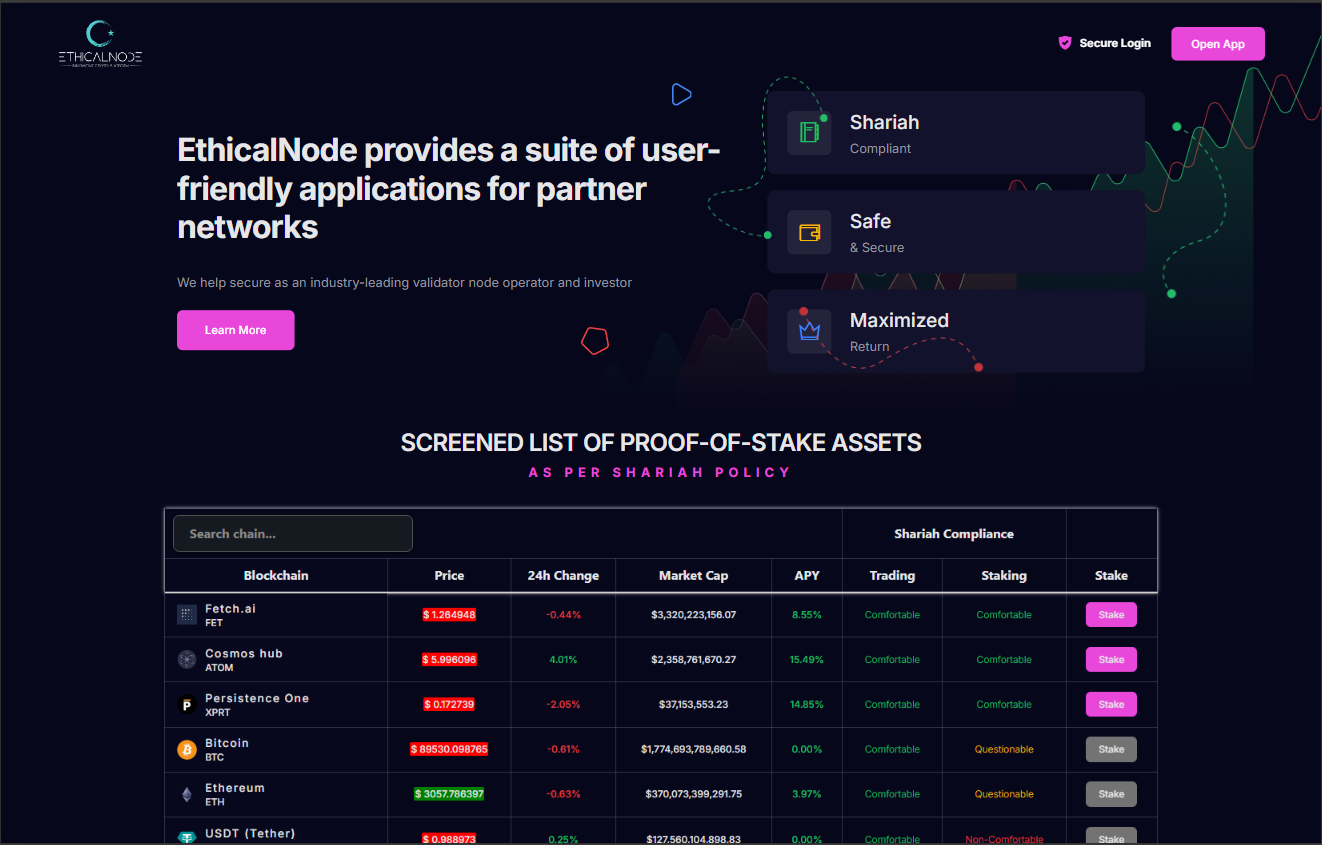 ETHICALNODE
Secure Login
Open App
EthicalNode provides a suite of user-
friendly applications for partner
networks
We help secure as an industry-leading validator node operator and investor
Learn More
Shariah
Compliant
Safe
& Secure
Maximized
Return
SCREENED LIST OF PROOF-OF-STAKE ASSETS
AS PER SHARIAH POLICY
Search chain...
Shariah Compliance
Blockchain Price 24h Change Market Cap APY Trading Staking Stake
Fetch.ai
FET
$ 1.264948 -0.44% $3,320,223,156.07 8.55% Comfortable Comfortable Stake
Cosmos hub
ATOM
$ 5.996096 4.01% $2,358,761,670.27 15.49% Comfortable Comfortable Stake
Persistence One
XPRT
$ 0.172739 -2.05% $37,153,553.23 14.85% Comfortable Comfortable Stake
Bitcoin
BTC
$ 89530.098765 -0.61% $1,774,693,789,660.58 0.00% Comfortable Questionable Stake
Ethereum
ETH
$ 3057.786397 -0.63% $370,073,399,291.75 3.97% Comfortable Questionable Stake
USDT (Tether)
$ 0.988973 0.25% $127,560,104,898.83 0.00% Comfortable Non-Comfortable Stake